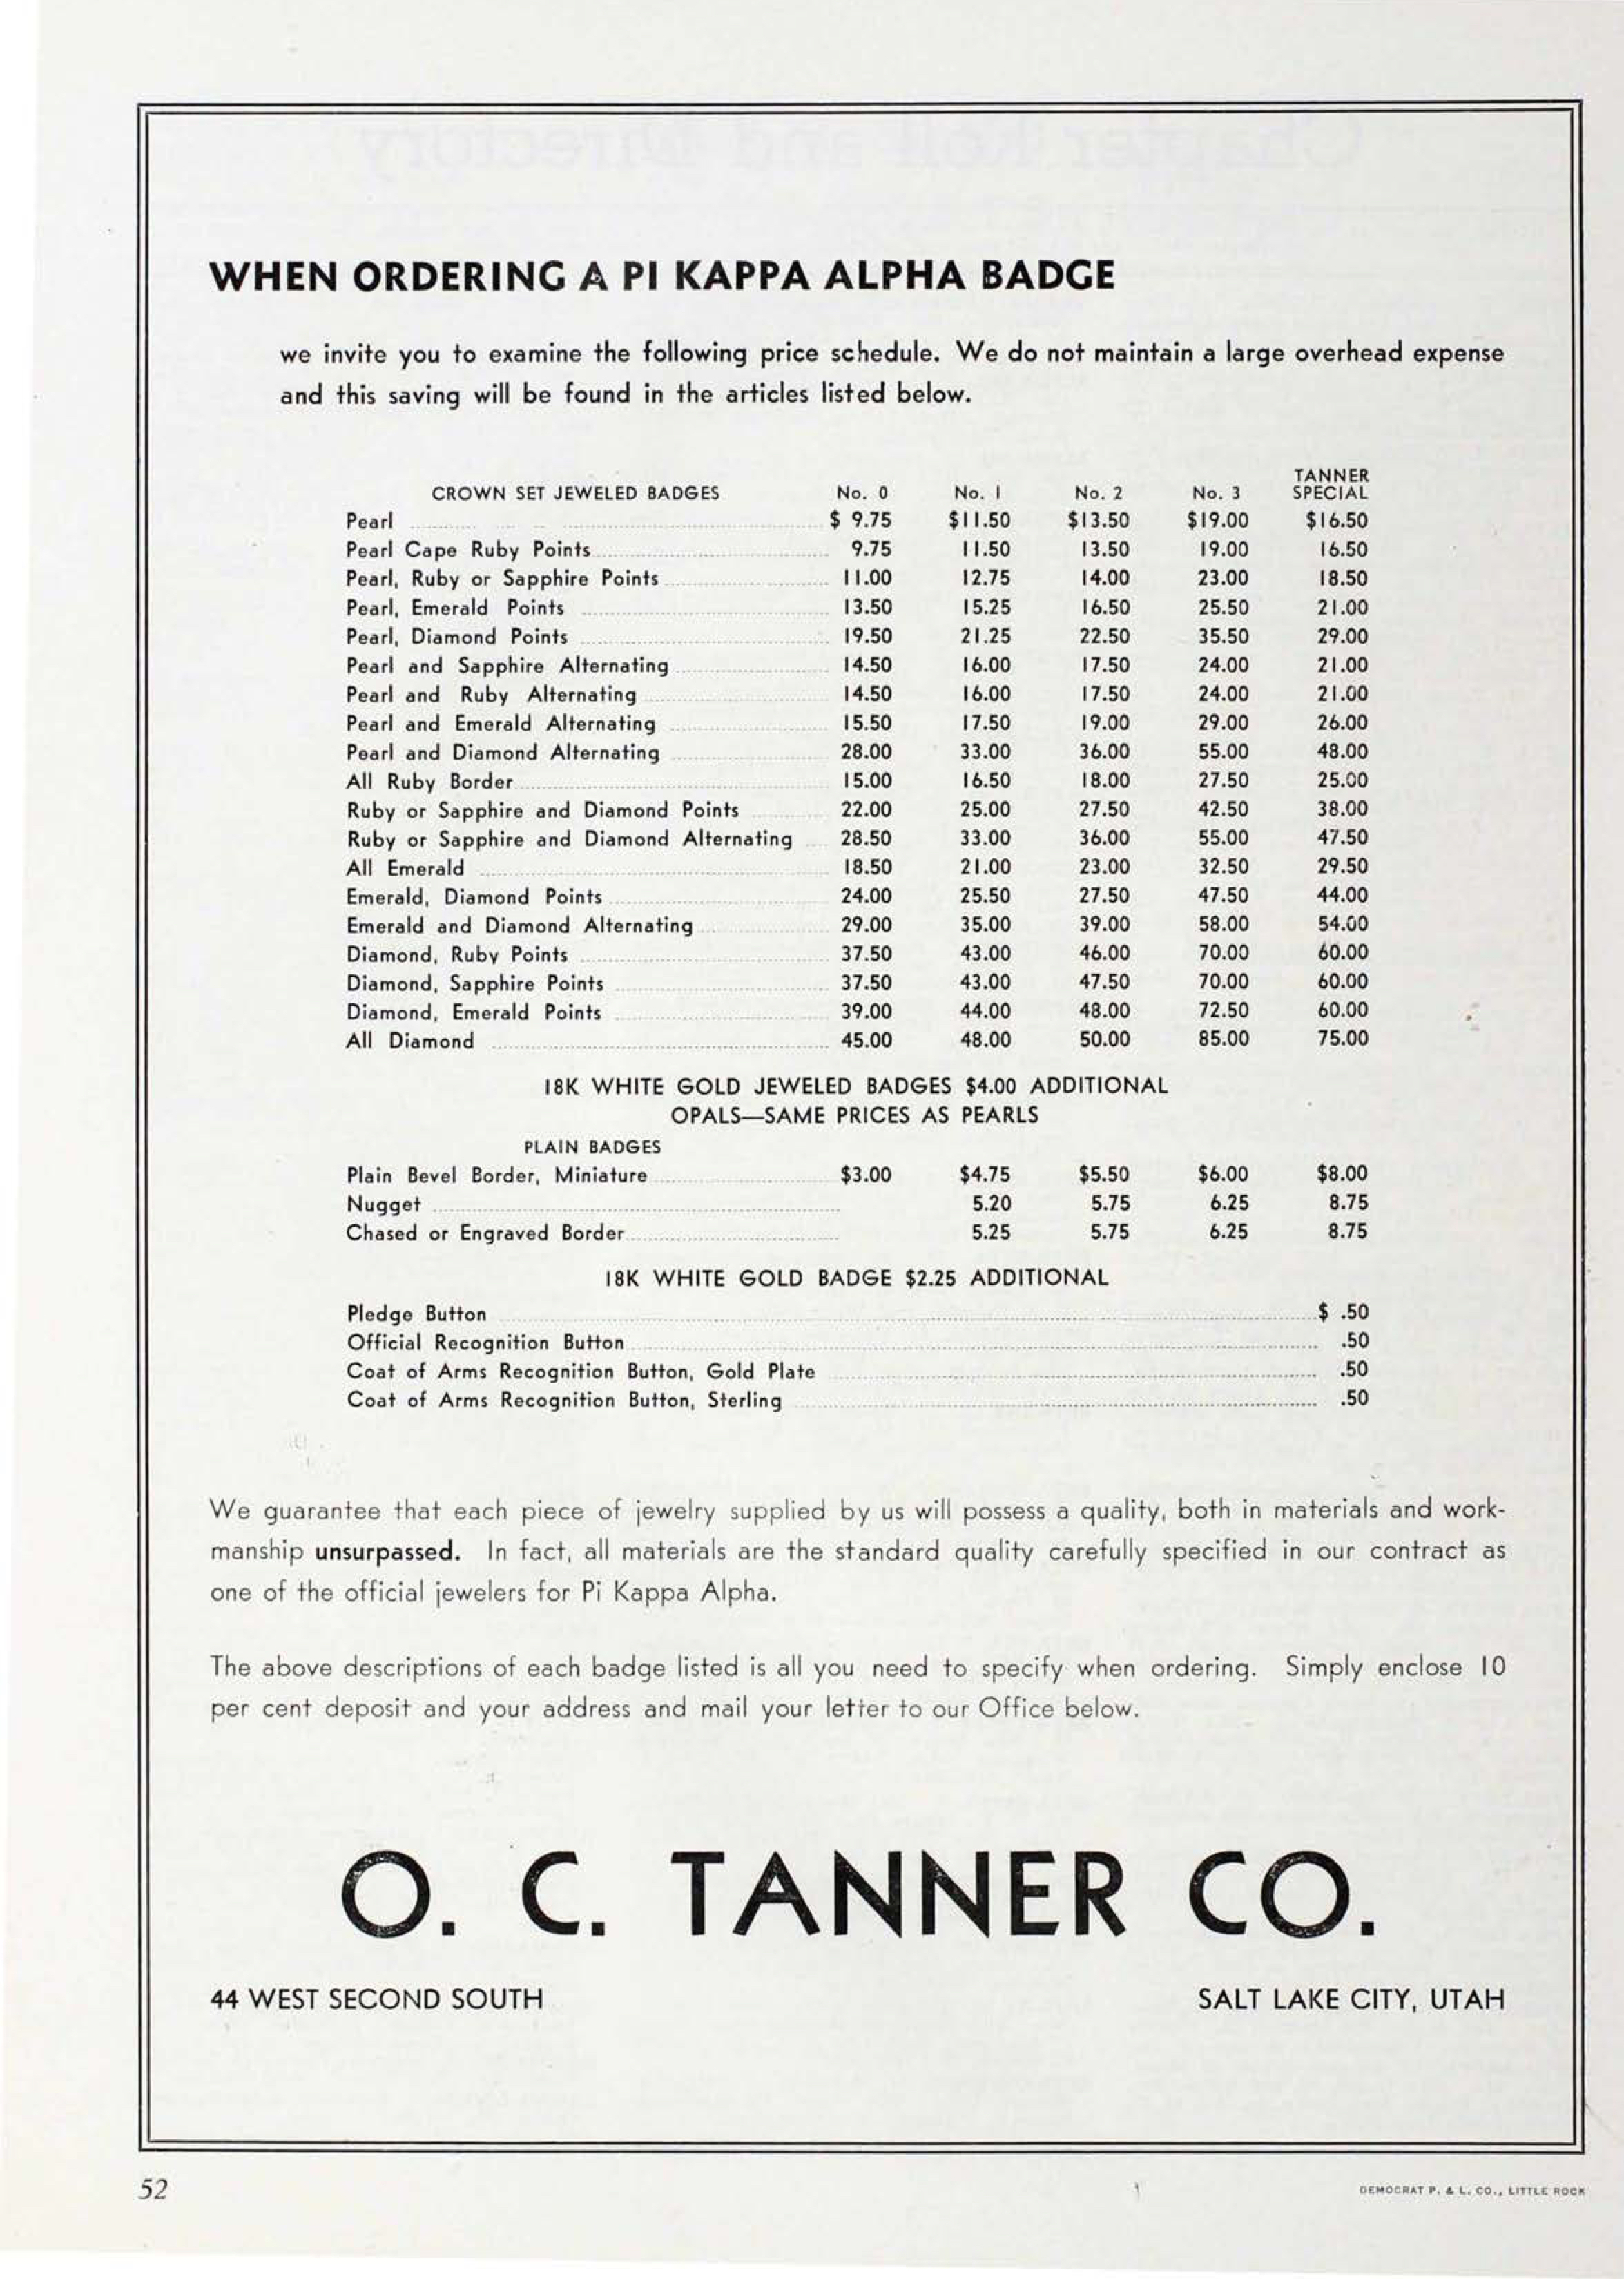 WHEN ORDERING A PI KAPPA ALPHA BADGE
we invite you to examine the following price schedule. We do not maintain a large overhead expense
and this saving will be found in the articles listed below.
CROWN SET JEWELED BADGES No. 0 No. 1 No. 2 No. 3 TANNER SPECIAL
Pearl $ 9.75 $11.50 $13.50 $19.00 $16.50
Pearl Cape Ruby Points 9.75 11.50 13.50 19.00 16.50
Pearl, Ruby or Sapphire Points 11.00 12.75 14.00 23.00 18.50
Pearl, Emerald Points 13.50 15.25 16.50 25.50 21.00
Pearl, Diamond Points 19.50 21.25 22.50 35.50 29.00
Pearl and Sapphire Alternating 14.50 16.00 17.50 24.00 21.00
Pearl and Ruby Alternating 14.50 16.00 17.50 24.00 21.00
Pearl and Emerald Alternating 15.50 17.50 19.00 29.00 26.00
Pearl and Diamond Alternating 28.00 33.00 36.00 55.00 48.00
All Ruby Border 15.00 16.50 18.00 27.50 25.00
Ruby or Sapphire and Diamond Points 22.00 25.00 27.50 42.50 38.00
Ruby or Sapphire and Diamond Alternating 28.50 33.00 36.00 55.00 47.50
All Emerald 18.50 21.00 23.00 32.50 29.50
Emerald, Diamond Points 24.00 25.50 27.50 47.50 44.00
Emerald and Diamond Alternating 29.00 35.00 39.00 58.00 54.00
Diamond, Ruby Points 37.50 43.00 46.00 70.00 60.00
Diamond, Sapphire Points 37.50 43.00 47.50 70.00 60.00
Diamond, Emerald Points 39.00 44.00 48.00 72.50 60.00
All Diamond 45.00 48.00 50.00 85.00 75.00
18K WHITE GOLD JEWELED BADGES $4.00 ADDITIONAL
OPALS—SAME PRICES AS PEARLS
PLAIN BADGES
Plain Bevel Border, Miniature $3.00 $4.75 $5.50 $6.00 $8.00
Nugget 5.20 5.75 6.25 8.75
Chased or Engraved Border 5.25 5.75 6.25 8.75
18K WHITE GOLD BADGE $2.25 ADDITIONAL
Pledge Button $ .50
Official Recognition Button .50
Coat of Arms Recognition Button, Gold Plate .50
Coat of Arms Recognition Button, Sterling .50
We guarantee that each piece of jewelry supplied by us will possess a quality, both in materials and work-
manship unsurpassed. In fact, all materials are the standard quality carefully specified in our contract as
one of the official jewelers for Pi Kappa Alpha.
The above descriptions of each badge listed is all you need to specify when ordering. Simply enclose 10
per cent deposit and your address and mail your letter to our Office below.
O. C. TANNER CO.
44 WEST SECOND SOUTH SALT LAKE CITY, UTAH
52
DEMOCRAT P. & L. CO., LITTLE ROCK